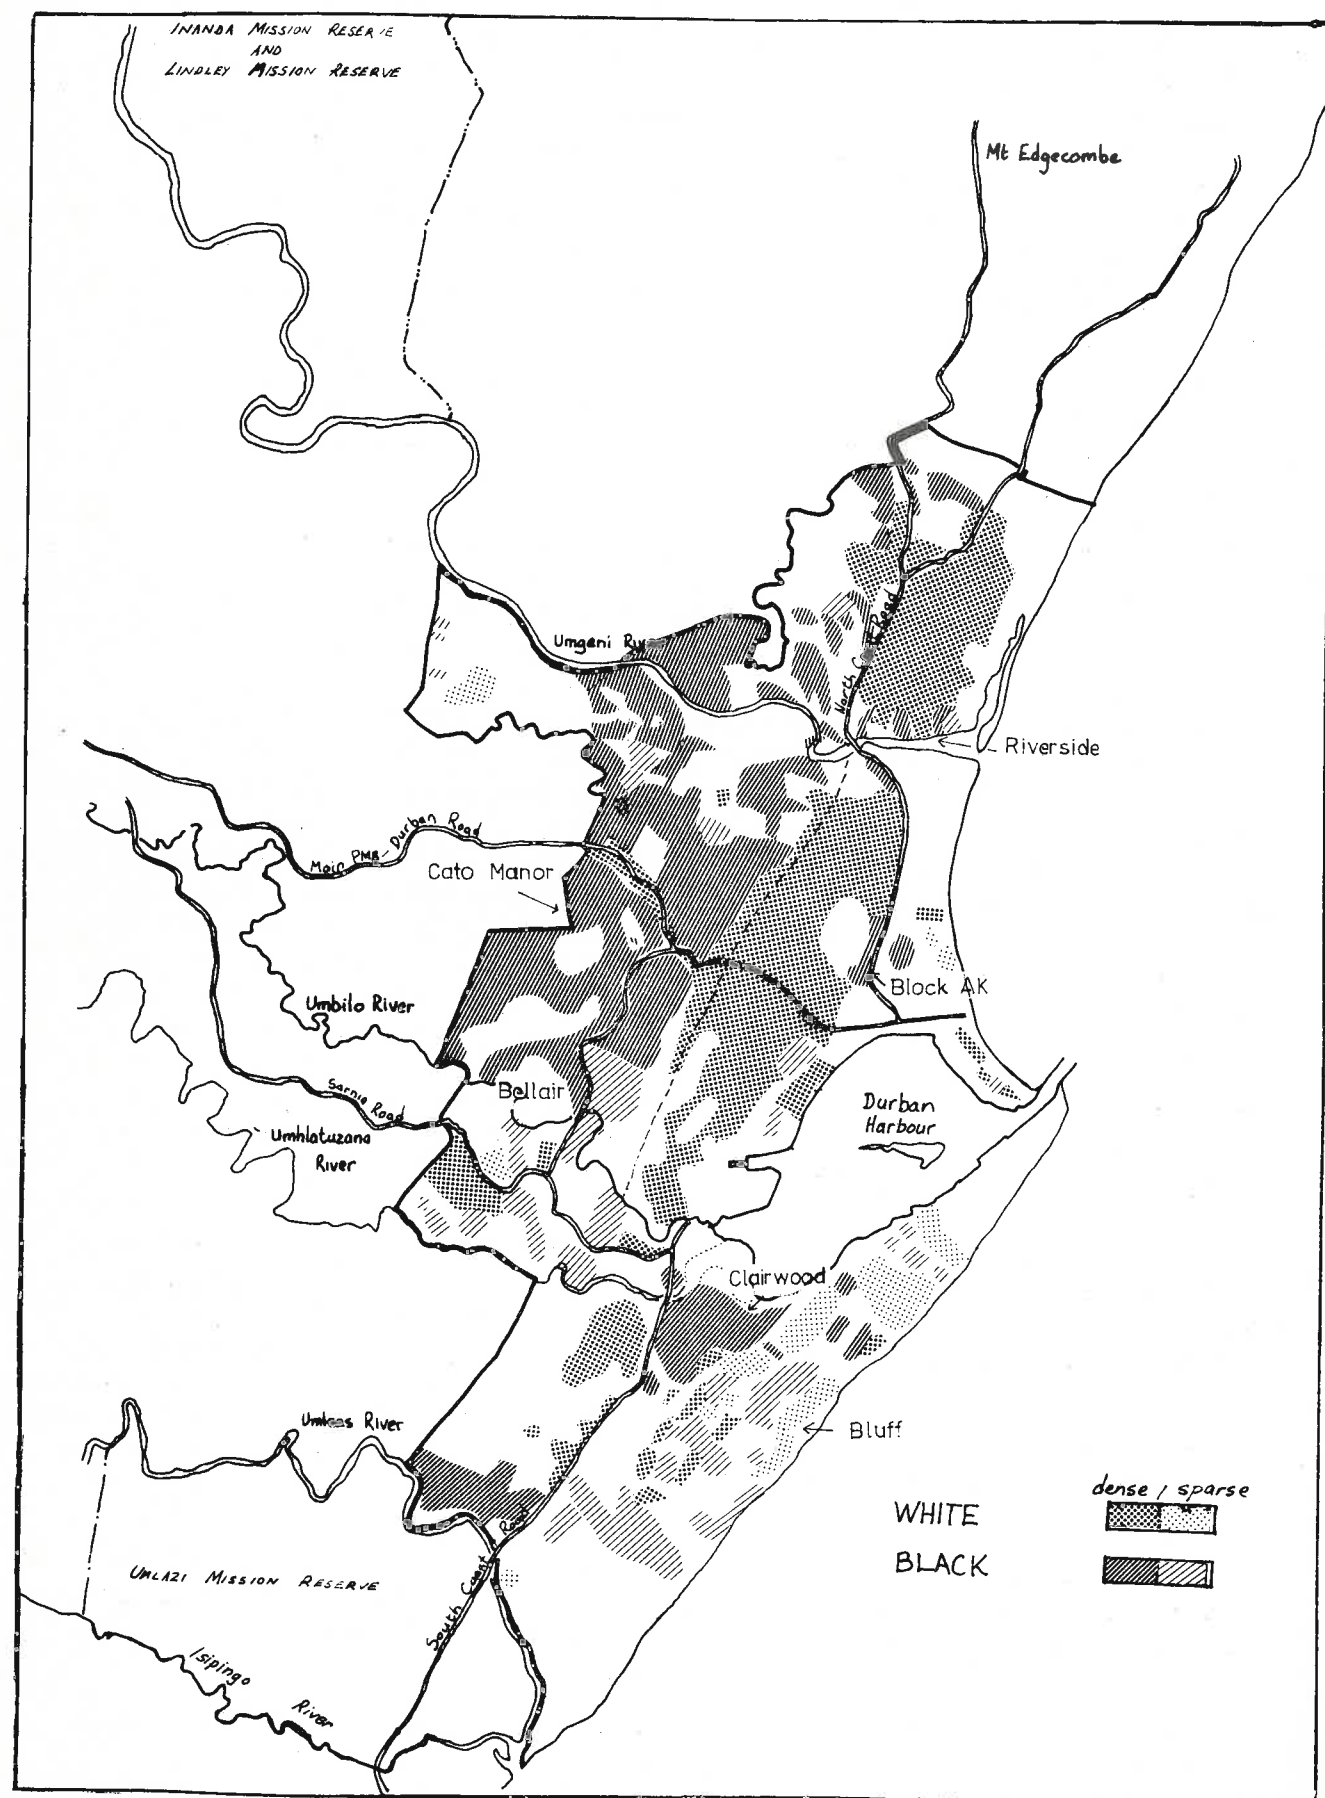 INANDA MISSION RESERVE
AND
LINDLEY MISSION RESERVE
Mt Edgecombe
Umgeni
North
Road
Riverside
Main PMB - Durban Road
Cato Manor
Block AK
Umbilo River
Bellair
Sarnia Road
Durban
Harbour
Umhlatuzana
River
Clairwood
Umlaas River
Bluff
dense / sparse
WHITE
BLACK
South Coast Road
UMLAZI MISSION RESERVE
Isipingo
River